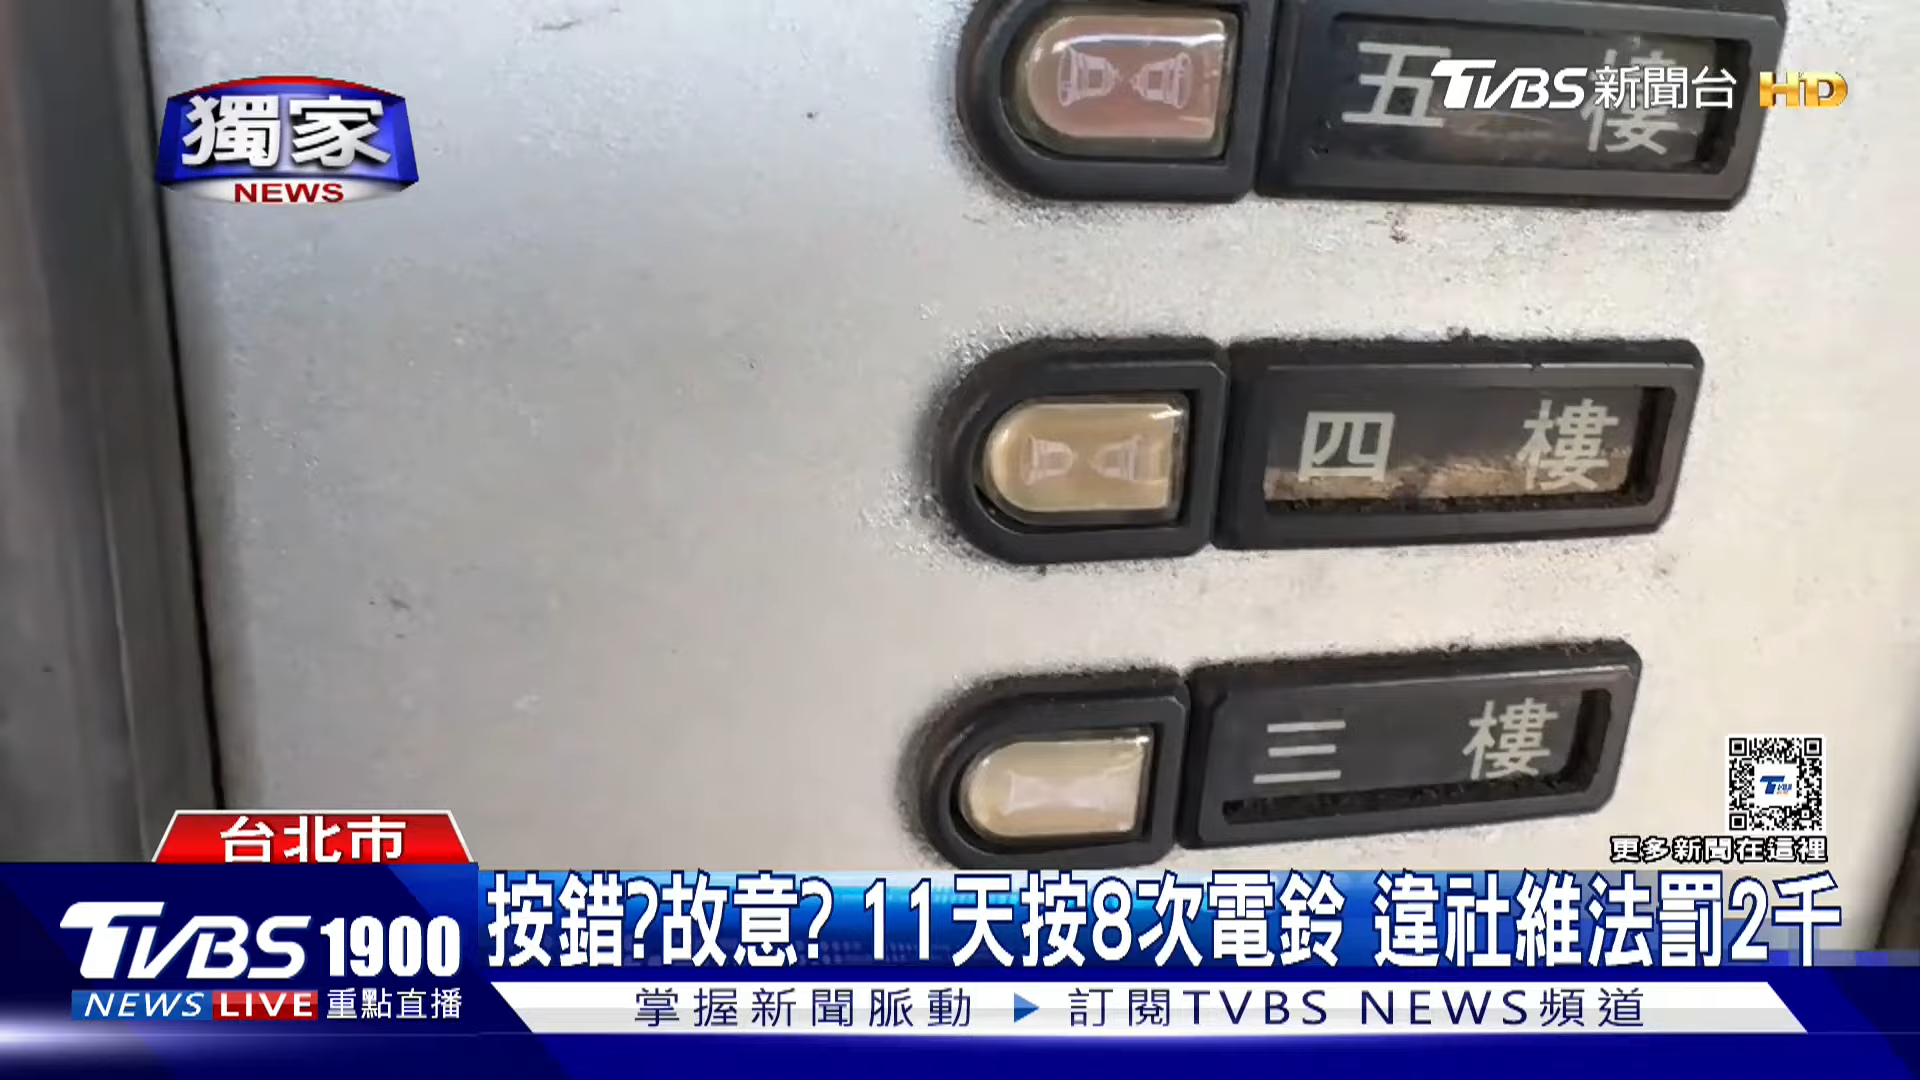 獨家
NEWS
TVBS新聞台 HD
五 樓
四 樓
三 樓
TVBS
更多新聞在這裡
台北市
按錯?故意? 11天按8次電鈴 違社維法罰2千
TVBS 1900
NEWS LIVE 重點直播
掌握新聞脈動 ▶ 訂閱TVBS NEWS頻道